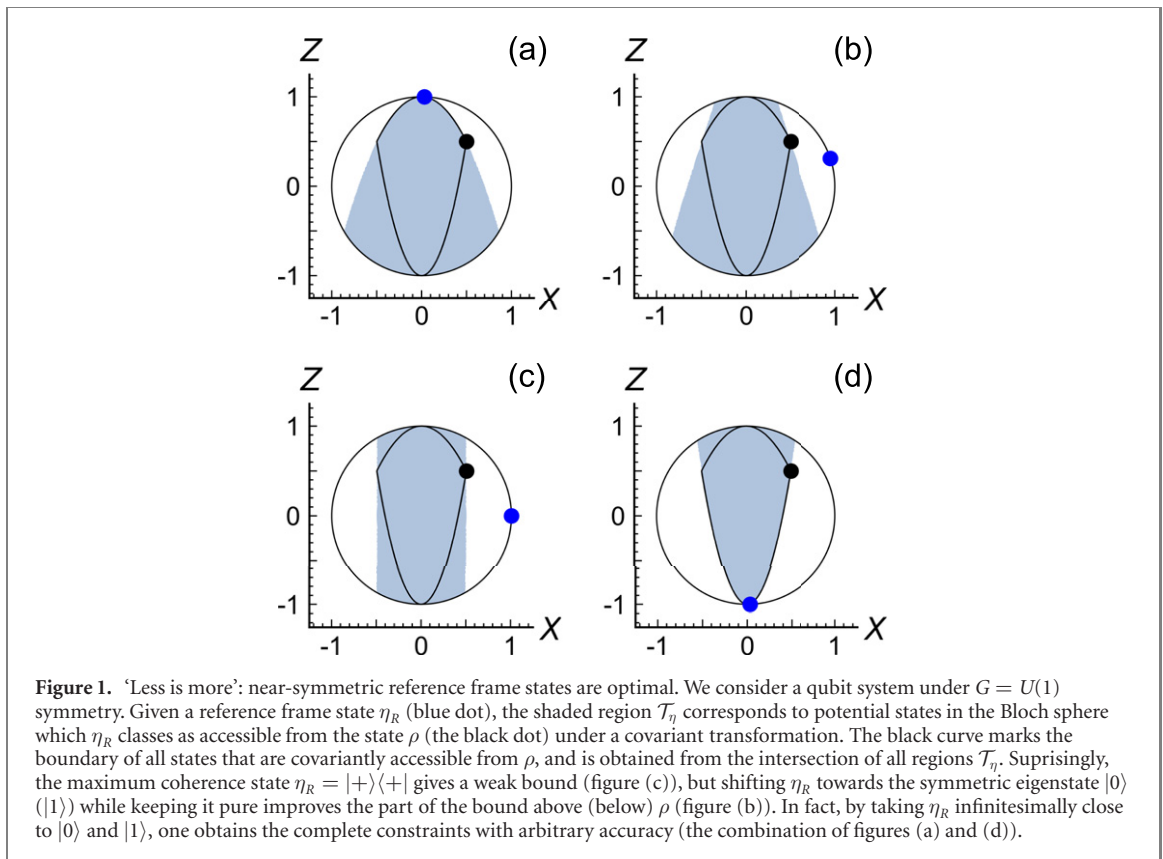 (a)
Z
1
0
-1
-1
0
1
X
(b)
Z
1
0
-1
-1
0
1
X
(c)
Z
1
0
-1
-1
0
1
X
(d)
Z
1
0
-1
-1
0
1
X
Figure 1. 'Less is more': near-symmetric reference frame states are optimal. We consider a qubit system under G = U(1)
symmetry. Given a reference frame state η_R (blue dot), the shaded region 𝒯_η corresponds to potential states in the Bloch sphere
which η_R classes as accessible from the state ρ (the black dot) under a covariant transformation. The black curve marks the
boundary of all states that are covariantly accessible from ρ, and is obtained from the intersection of all regions 𝒯_η. Suprisingly,
the maximum coherence state η_R = |+⟩⟨+| gives a weak bound (figure (c)), but shifting η_R towards the symmetric eigenstate |0⟩
(|1⟩) while keeping it pure improves the part of the bound above (below) ρ (figure (b)). In fact, by taking η_R infinitesimally close
to |0⟩ and |1⟩, one obtains the complete constraints with arbitrary accuracy (the combination of figures (a) and (d)).